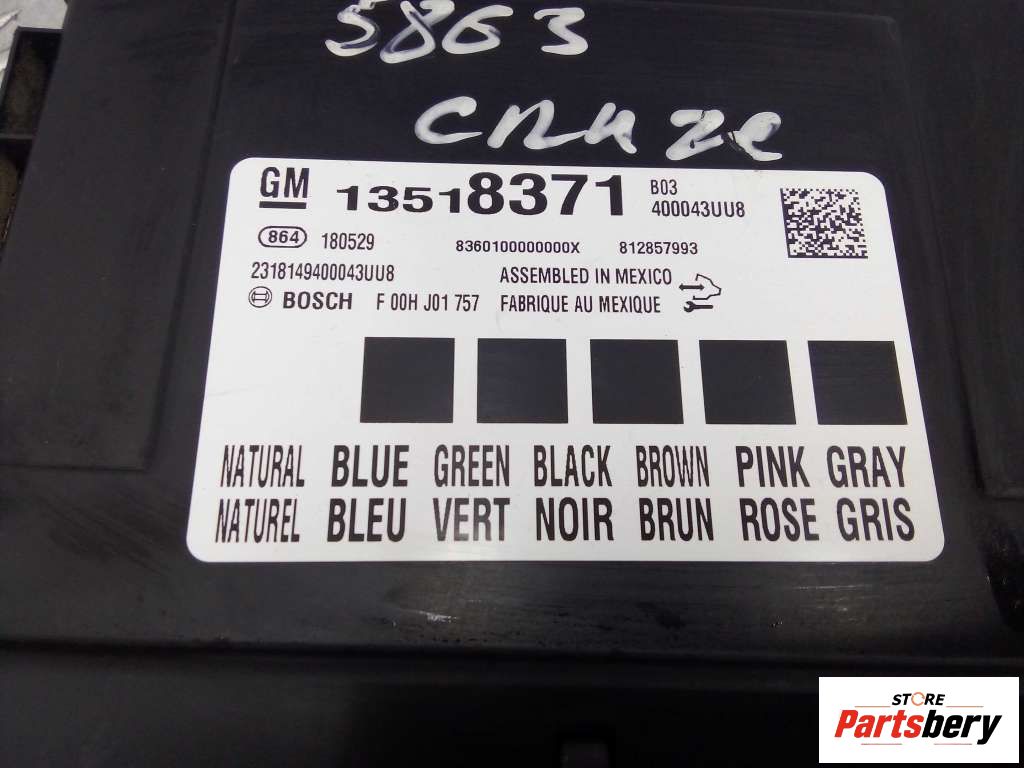 5863
CRUZE
GM 13518371 B03
400043UU8
864 180529 8360100000000X 812857993
2318149400043UU8 ASSEMBLED IN MEXICO
BOSCH F 00H J01 757 FABRIQUE AU MEXIQUE
NATURAL BLUE GREEN BLACK BROWN PINK GRAY
NATUREL BLEU VERT NOIR BRUN ROSE GRIS
STORE
Partsbery